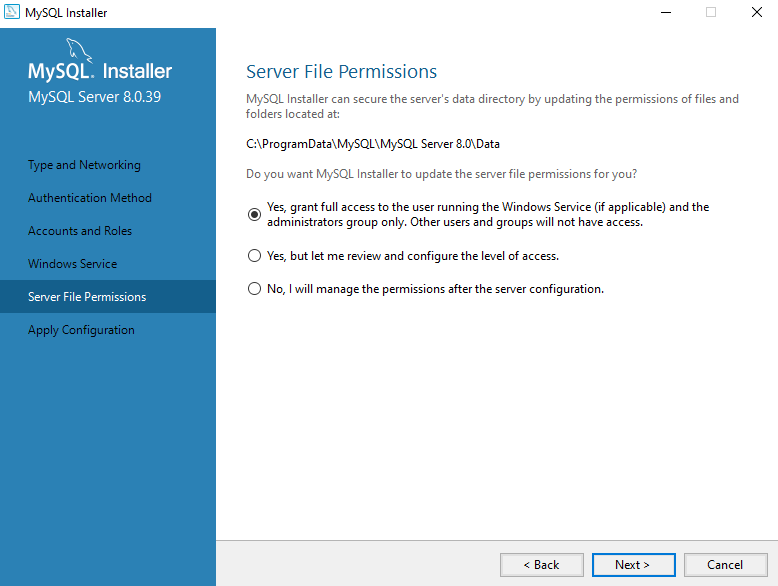 MySQL Installer
MySQL. Installer
MySQL Server 8.0.39
Type and Networking
Authentication Method
Accounts and Roles
Windows Service
Server File Permissions
Apply Configuration
Server File Permissions
MySQL Installer can secure the server's data directory by updating the permissions of files and
folders located at:
C:\ProgramData\MySQL\MySQL Server 8.0\Data
Do you want MySQL Installer to update the server file permissions for you?
Yes, grant full access to the user running the Windows Service (if applicable) and the
administrators group only. Other users and groups will not have access.
Yes, but let me review and configure the level of access.
No, I will manage the permissions after the server configuration.
< Back
Next >
Cancel